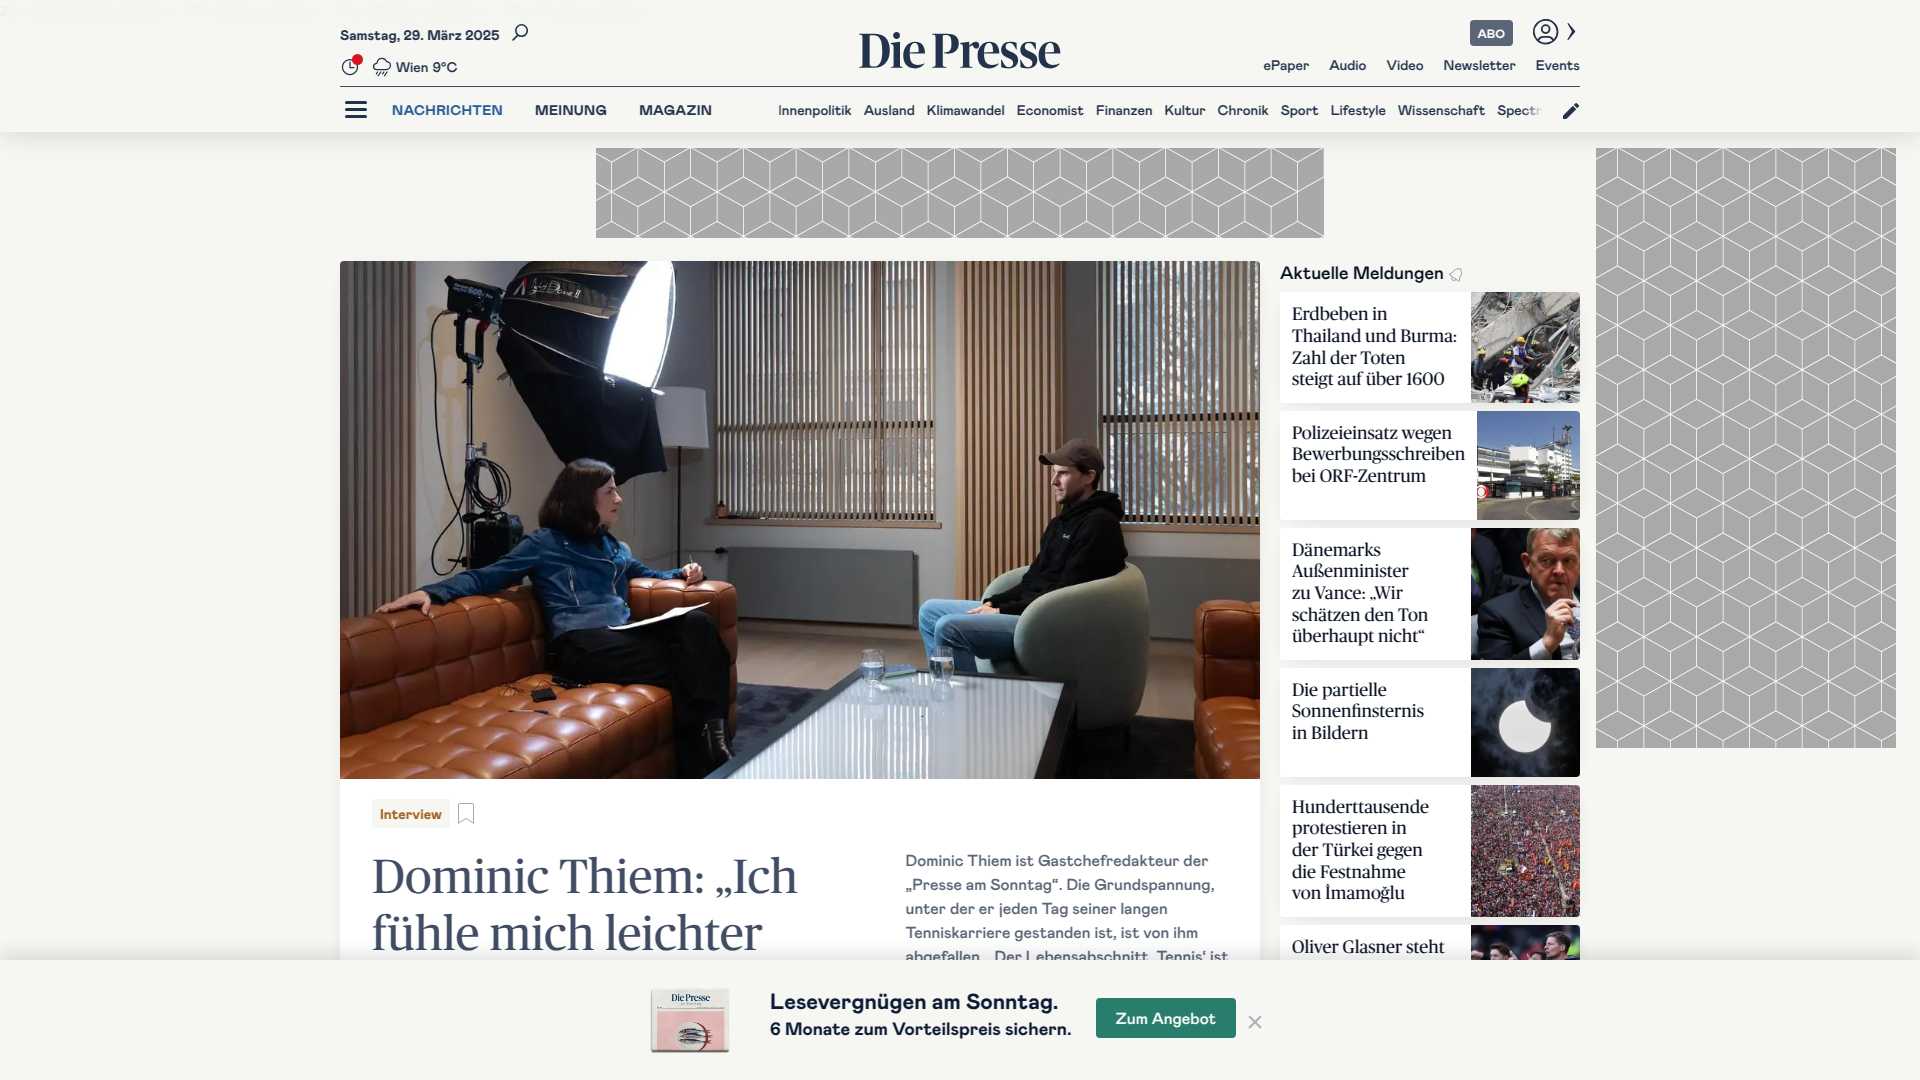 Samstag, 29. März 2025
Wien 9°C
Die Presse
ABO
ePaper Audio Video Newsletter Events
NACHRICHTEN MEINUNG MAGAZIN
Innenpolitik Ausland Klimawandel Economist Finanzen Kultur Chronik Sport Lifestyle Wissenschaft Spectr
Interview
Dominic Thiem: „Ich
fühle mich leichter
Dominic Thiem ist Gastchefredakteur der
„Presse am Sonntag“. Die Grundspannung,
unter der er jeden Tag seiner langen
Tenniskarriere gestanden ist, ist von ihm
abgefallen. „Der Lebensabschnitt ‚Tennis‘ ist
Aktuelle Meldungen
Erdbeben in
Thailand und Burma:
Zahl der Toten
steigt auf über 1600
Polizeieinsatz wegen
Bewerbungsschreiben
bei ORF-Zentrum
Dänemarks
Außenminister
zu Vance: „Wir
schätzen den Ton
überhaupt nicht“
Die partielle
Sonnenfinsternis
in Bildern
Hunderttausende
protestieren in
der Türkei gegen
die Festnahme
von İmamoğlu
Oliver Glasner steht
Die Presse
Lesevergnügen am Sonntag.
6 Monate zum Vorteilspreis sichern.
Zum Angebot